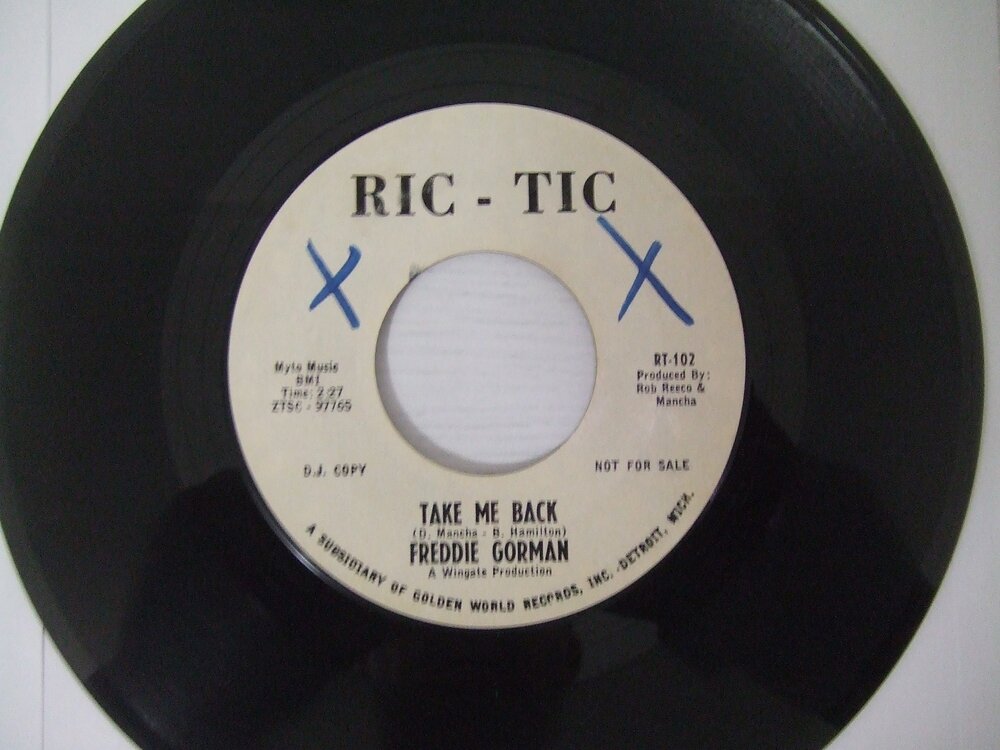 RIC - TIC
X X
Myto Music
BMI
Time: 2:27
ZTSC - 97765
RT-102
Produced By:
Rob Reeco &
Mancha
D.J. COPY
NOT FOR SALE
TAKE ME BACK
(D. Mancha - B. Hamilton)
FREDDIE GORMAN
A Wingate Production
A SUBSIDIARY OF GOLDEN WORLD RECORDS, INC. -DETROIT, MICH.